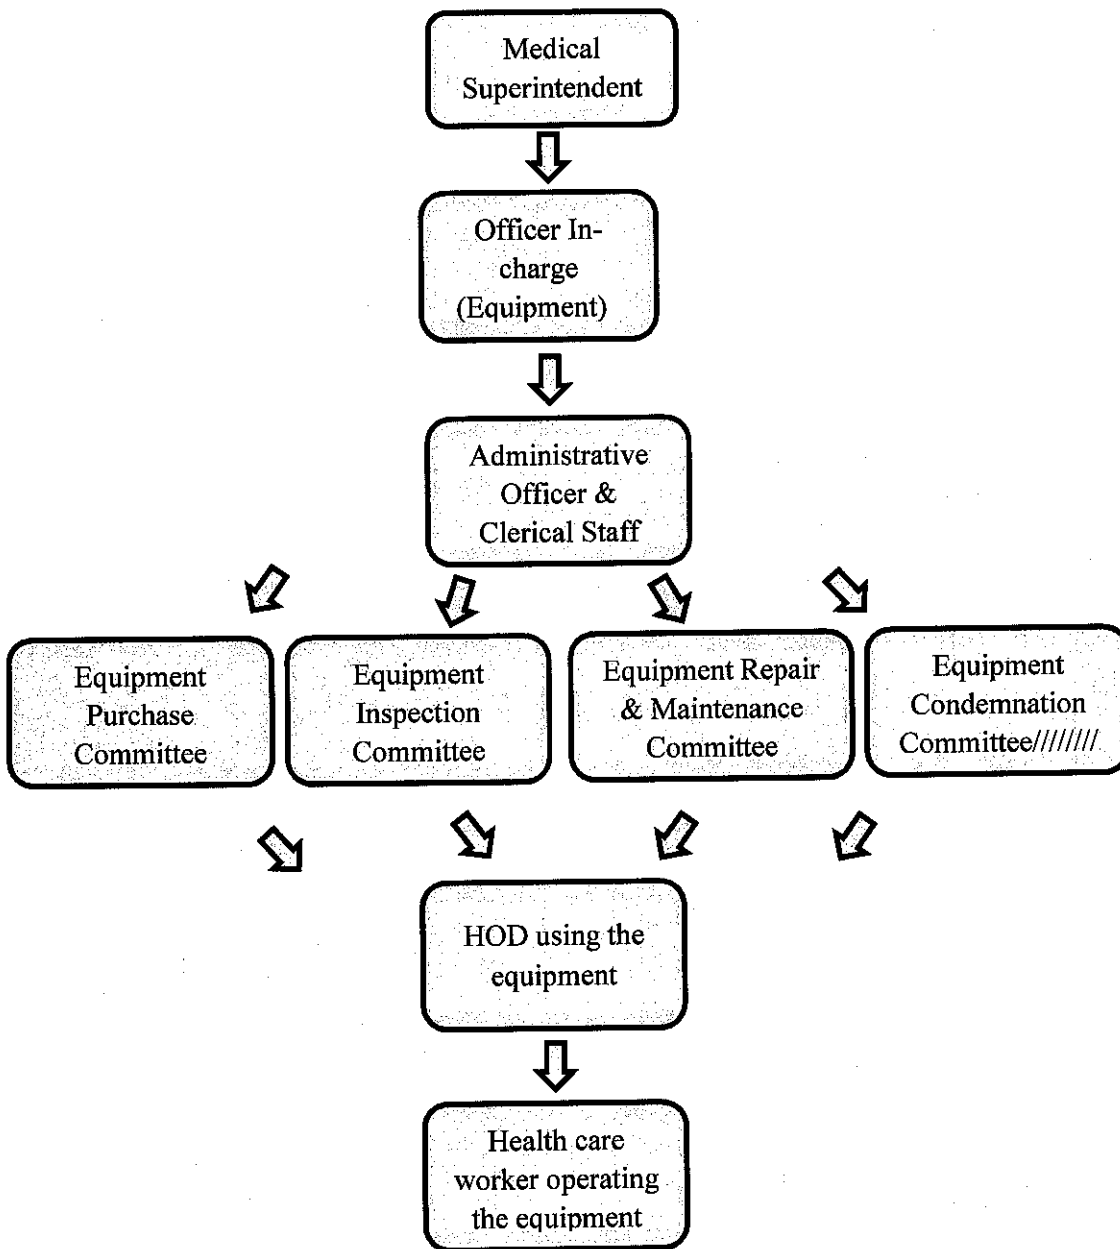 Medical
Superintendent
Officer In-
charge
(Equipment)
Administrative
Officer &
Clerical Staff
Equipment
Purchase
Committee
Equipment
Inspection
Committee
Equipment Repair
& Maintenance
Committee
Equipment
Condemnation
Committee////////
HOD using the
equipment
Health care
worker operating
the equipment